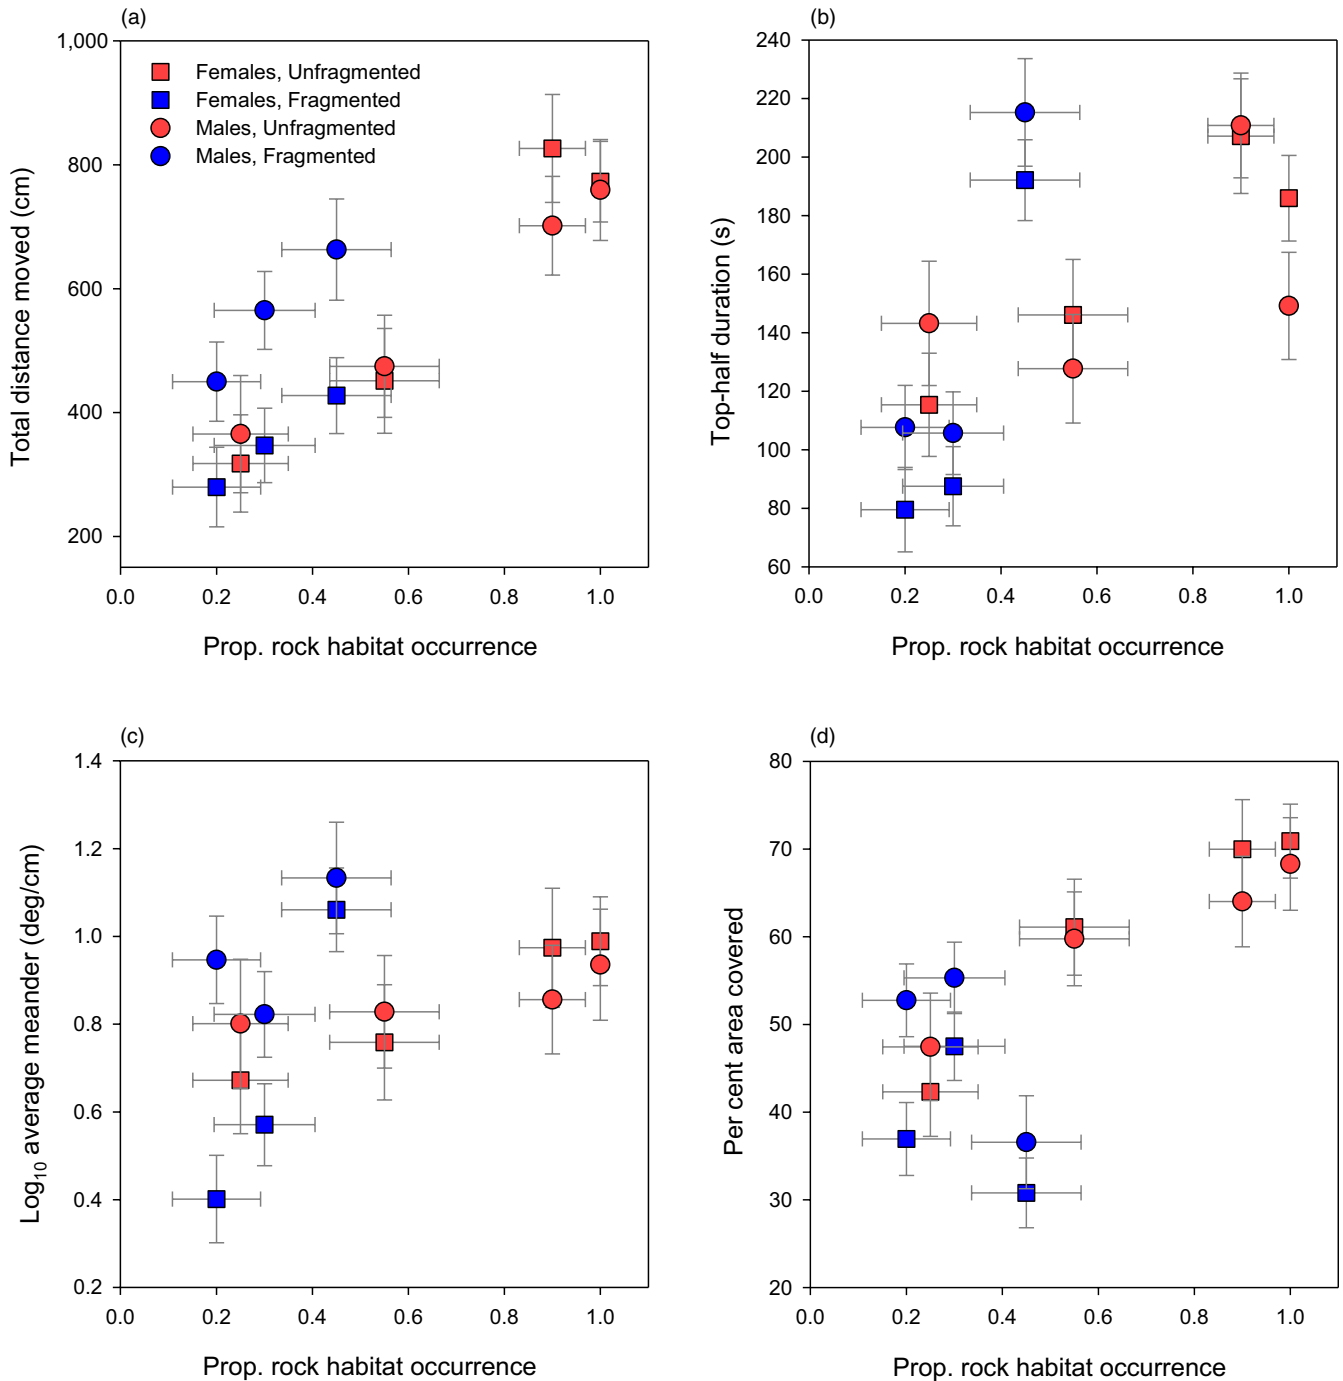 (a)
1,000
800
600
400
200
Total distance moved (cm)
Females, Unfragmented
Females, Fragmented
Males, Unfragmented
Males, Fragmented
0.0 0.2 0.4 0.6 0.8 1.0
Prop. rock habitat occurrence
(b)
240
220
200
180
160
140
120
100
80
60
Top-half duration (s)
0.0 0.2 0.4 0.6 0.8 1.0
Prop. rock habitat occurrence
(c)
1.4
1.2
1.0
0.8
0.6
0.4
0.2
Log10 average meander (deg/cm)
0.0 0.2 0.4 0.6 0.8 1.0
Prop. rock habitat occurrence
(d)
80
70
60
50
40
30
20
Per cent area covered
0.0 0.2 0.4 0.6 0.8 1.0
Prop. rock habitat occurrence